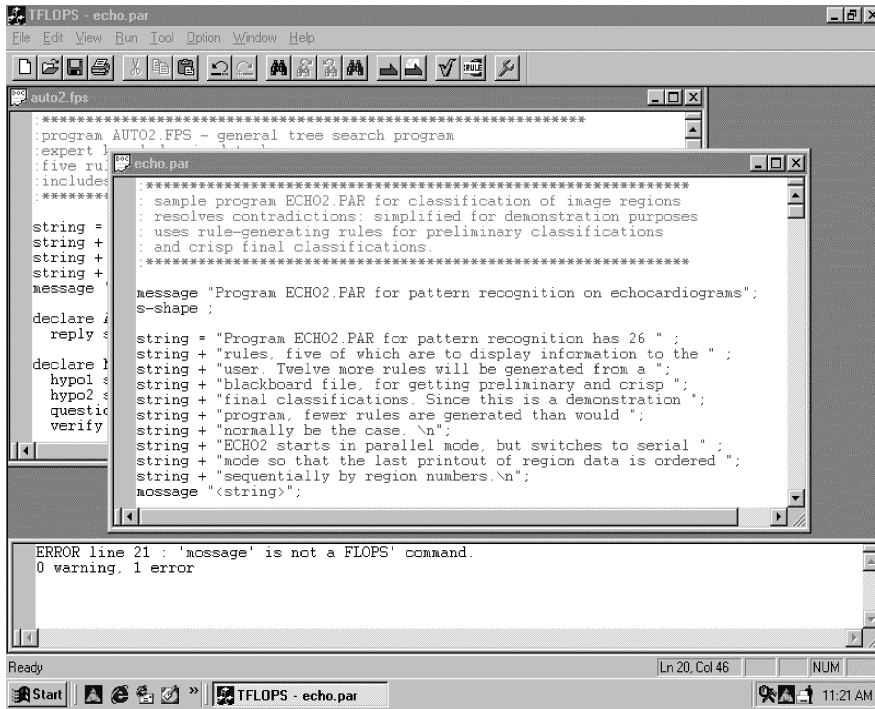 TFLOPS - echo.par
File Edit View Run Tool Option Window Help
:RULE
auto2.fps
:**************************************************************
:program AUTO2.FPS - general tree search program
:expert
:five ru
:includes
:*******
string =
string +
string +
string +
message "
declare
reply s
declare
hypo1 s
hypo2 s
questio
verify
DOC
echo.par
:**************************************************************
: sample program ECHO2.PAR for classification of image regions
: resolves contradictions: simplified for demonstration purposes
: uses rule-generating rules for preliminary classifications
: and crisp final classifications.
:**************************************************************
message "Program ECHO2.PAR for pattern recognition on echocardiograms";
s-shape ;
string = "Program ECHO2.PAR for pattern recognition has 26 " ;
string + "rules, five of which are to display information to the " ;
string + "user. Twelve more rules will be generated from a ";
string + "blackboard file, for getting preliminary and crisp ";
string + "final classifications. Since this is a demonstration ";
string + "program, fewer rules are generated than would ";
string + "normally be the case. \n";
string + "ECHO2 starts in parallel mode, but switches to serial " ;
string + "mode so that the last printout of region data is ordered ";
string + "sequentially by region numbers.\n";
mossage "<string>";
ERROR line 21 : 'mossage' is not a FLOPS' command.
0 warning, 1 error
Ready
Ln 20, Col 46
NUM
Start
»
TFLOPS - echo.par
11:21 AM